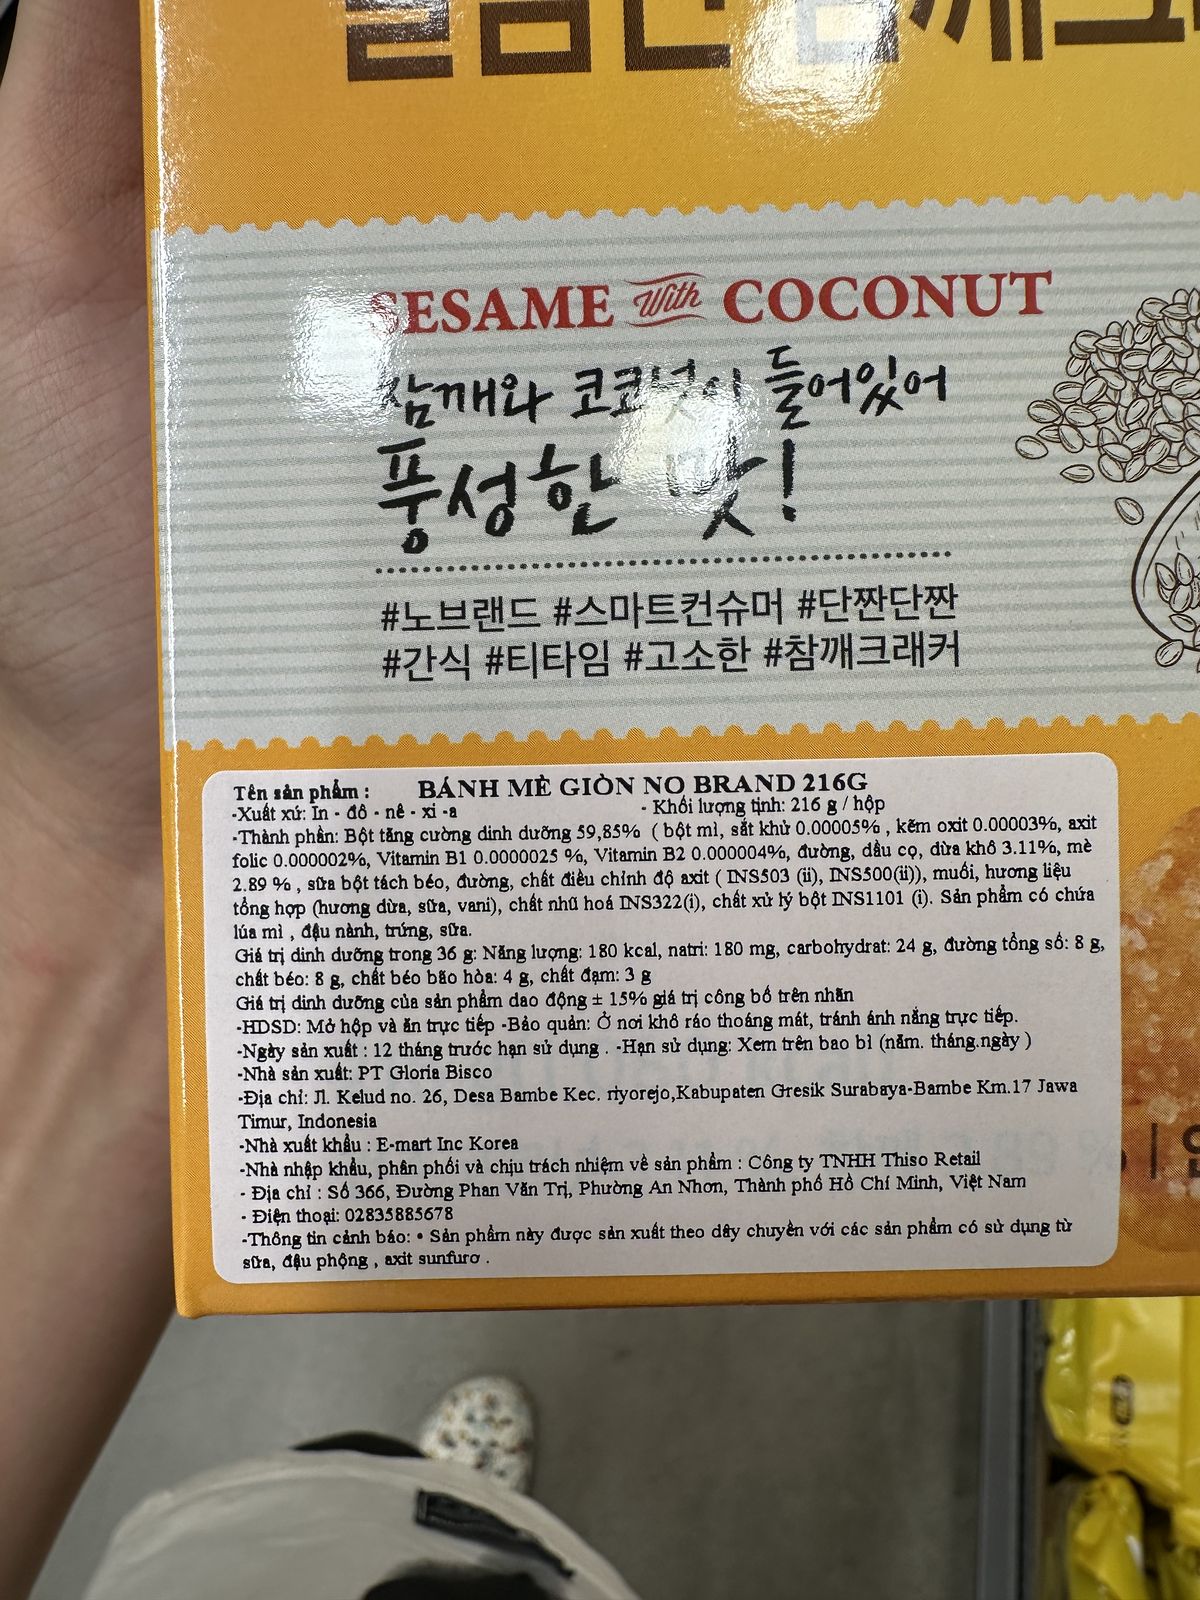 SESAME With COCONUT
참깨와 코코넛이 들어있어
풍성한 맛!
#노브랜드 #스마트컨슈머 #단짠단짠
#간식 #티타임 #고소한 #참깨크래커
Tên sản phẩm : BÁNH MÈ GIÒN NO BRAND 216G
-Xuất xứ: In - đô - nê - xi -a - Khối lượng tịnh: 216 g / hộp
-Thành phần: Bột tăng cường dinh dưỡng 59,85% ( bột mì, sắt khử 0.00005% , kẽm oxit 0.00003%, axit
folic 0.000002%, Vitamin B1 0.0000025 %, Vitamin B2 0.000004%, đường, dầu cọ, dừa khô 3.11%, mè
2.89 % , sữa bột tách béo, đường, chất điều chỉnh độ axit ( INS503 (ii), INS500(ii)), muối, hương liệu
tổng hợp (hương dừa, sữa, vani), chất nhũ hoá INS322(i), chất xử lý bột INS1101 (i). Sản phẩm có chứa
lúa mì , đậu nành, trứng, sữa.
Giá trị dinh dưỡng trong 36 g: Năng lượng: 180 kcal, natri: 180 mg, carbohydrat: 24 g, đường tổng số: 8 g,
chất béo: 8 g, chất béo bão hòa: 4 g, chất đạm: 3 g
Giá trị dinh dưỡng của sản phẩm dao động ± 15% giá trị công bố trên nhãn
-HDSD: Mở hộp và ăn trực tiếp -Bảo quản: Ở nơi khô ráo thoáng mát, tránh ánh nắng trực tiếp.
-Ngày sản xuất : 12 tháng trước hạn sử dụng . -Hạn sử dụng: Xem trên bao bì (năm. tháng.ngày )
-Nhà sản xuất: PT Gloria Bisco
-Địa chỉ: Jl. Kelud no. 26, Desa Bambe Kec. riyorejo,Kabupaten Gresik Surabaya-Bambe Km.17 Jawa
Timur, Indonesia
-Nhà xuất khẩu : E-mart Inc Korea
-Nhà nhập khẩu, phân phối và chịu trách nhiệm về sản phẩm : Công ty TNHH Thiso Retail
- Địa chỉ : Số 366, Đường Phan Văn Trị, Phường An Nhơn, Thành phố Hồ Chí Minh, Việt Nam
- Điện thoại: 02835885678
-Thông tin cảnh báo: • Sản phẩm này được sản xuất theo dây chuyền với các sản phẩm có sử dụng từ
sữa, đậu phộng , axit sunfurơ .